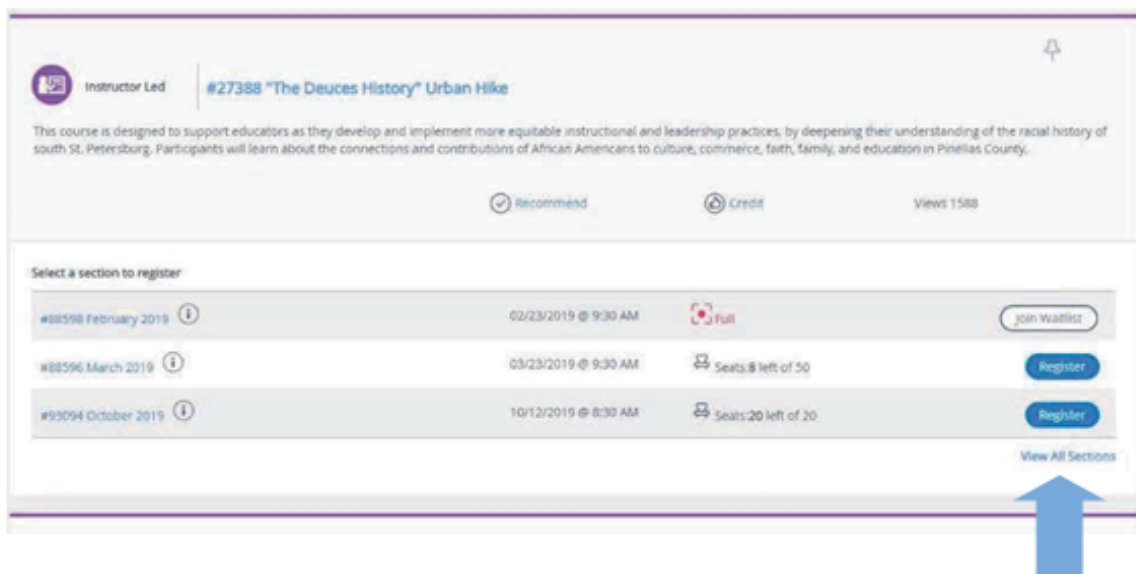 Instructor Led
#27388 "The Deuces History" Urban Hike
This course is designed to support educators as they develop and implement more equitable instructional and leadership practices, by deepening their understanding of the racial history of
south St. Petersburg. Participants will learn about the connections and contributions of African Americans to culture, commerce, faith, family, and education in Pinellas County.
Recommend Credit Views 1588
Select a section to register
#88598 February 2019 02/23/2019 @ 9:30 AM Full Join Waitlist
#88596 March 2019 03/23/2019 @ 9:30 AM Seats:8 left of 50 Register
#93094 October 2019 10/12/2019 @ 8:30 AM Seats:20 left of 20 Register
View All Sections